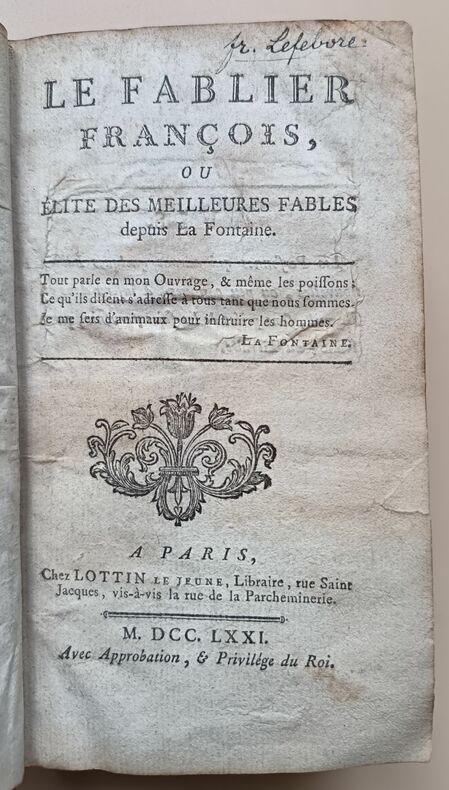 fr. Lefebvre.
LE FABLIER
FRANÇOIS,
OU
ÉLITE DES MEILLEURES FABLES
depuis La Fontaine.
Tout parle en mon Ouvrage, & même les poiſſons;
Ce qu'ils diſent s'adreſſe à tous tant que nous ſommes.
Je me ſers d'animaux pour inſtruire les hommes.
LA FONTAINE.
A PARIS,
Chez LOTTIN LE JEUNE, Libraire, rue Saint
Jacques, vis-à-vis la rue de la Parcheminerie.
M. DCC. LXXI.
Avec Approbation, & Privilége du Roi.